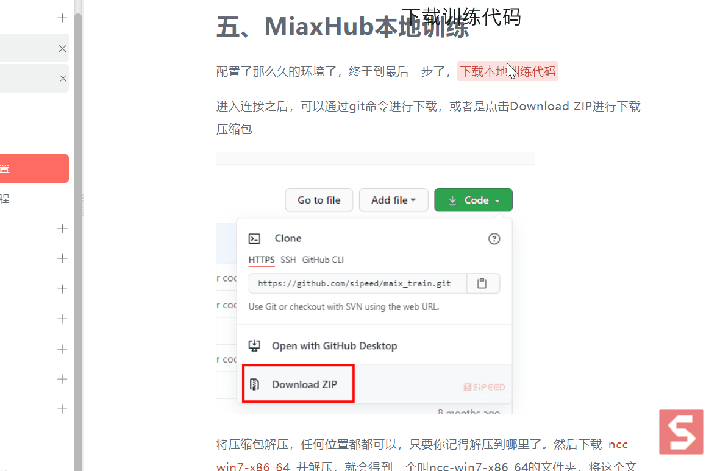 下载训练代码
五、MiaxHub本地训练
配置了那么久的环境了，终于到最后一步了，下载本地训练代码
进入连接之后，可以通过git命令进行下载，或者是点击Download ZIP进行下载
压缩包
置
程
Go to file
Add file
Code
Clone
HTTPS SSH GitHub CLI
r coc
https://github.com/sipeed/maix_train.git
r coc
Use Git or checkout with SVN using the web URL.
Open with GitHub Desktop
Download ZIP
SiPEED
8 months ago
将压缩包解压，任何位置都都可以，只要你记得解压到哪里了。然后下载 ncc
win7-x86_64 并解压，就会得到一个叫ncc-win7-x86_64的文件夹，将这个文